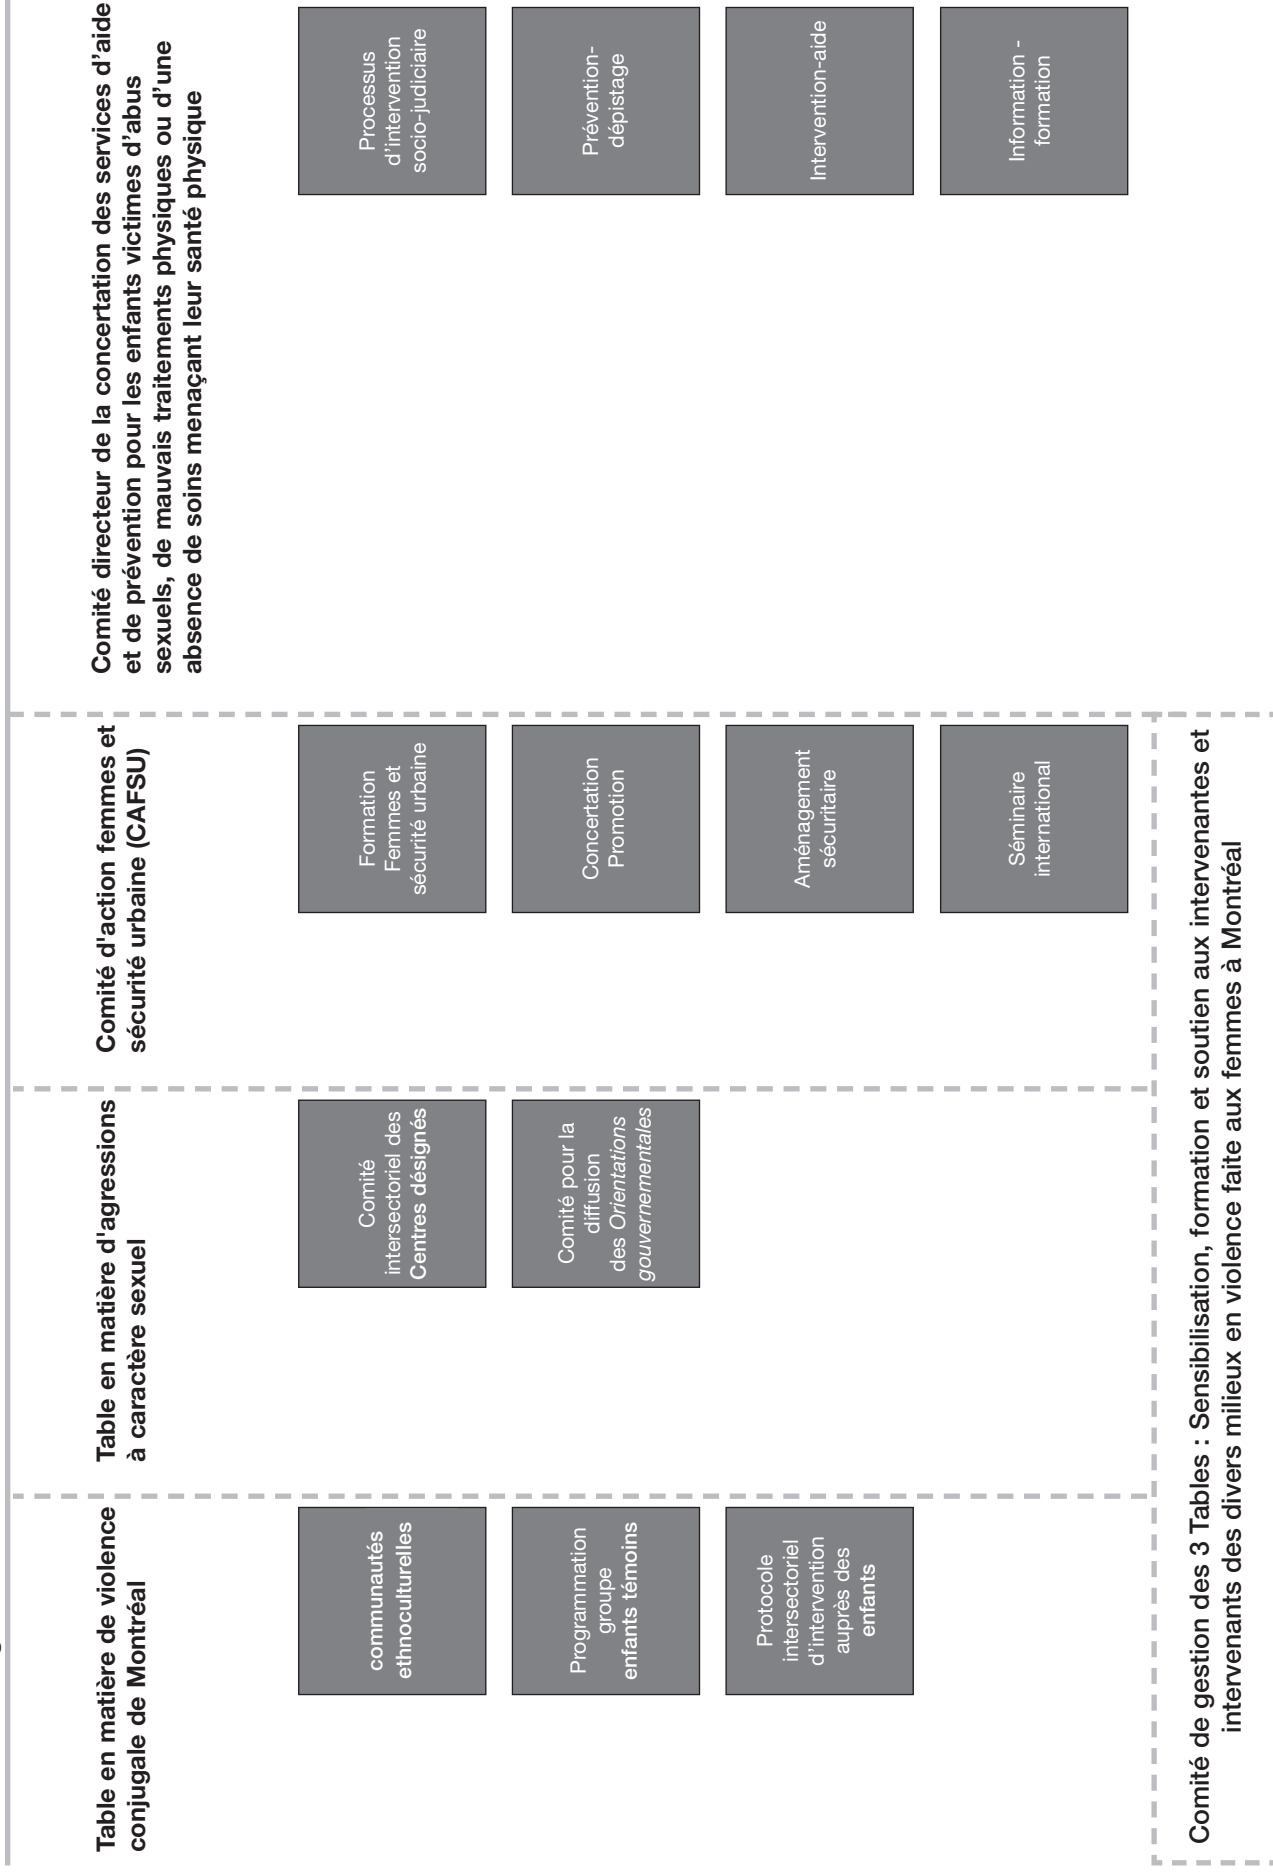 Table en matière de violence
conjugale de Montréal
communautés
ethnoculturelles
Programmation
groupe
enfants témoins
Protocole
intersectoriel
d'intervention
auprès des
enfants
Table en matière d'agressions
à caractère sexuel
Comité
intersectoriel des
Centres désignés
Comité pour la
diffusion
des Orientations
gouvernementales
Comité d'action femmes et
sécurité urbaine (CAFSU)
Formation
Femmes et
sécurité urbaine
Concertation
Promotion
Aménagement
sécuritaire
Séminaire
international
Comité directeur de la concertation des services d'aide
et de prévention pour les enfants victimes d'abus
sexuels, de mauvais traitements physiques ou d'une
absence de soins menaçant leur santé physique
Processus
d'intervention
socio-judiciaire
Prévention-
dépistage
Intervention-aide
Information -
formation
Comité de gestion des 3 Tables : Sensibilisation, formation et soutien aux intervenantes et
intervenants des divers milieux en violence faite aux femmes à Montréal